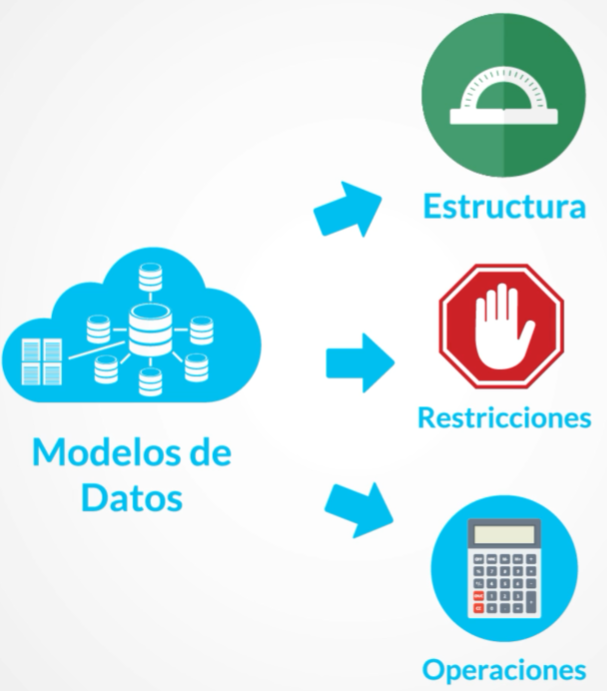 Estructura
Restricciones
Modelos de
Datos
Operaciones